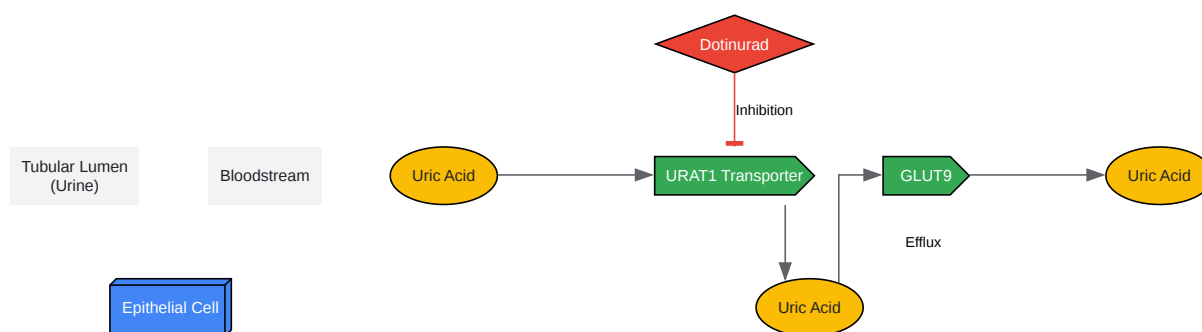 Dotinurad
Inhibition
Tubular Lumen
(Urine)
Bloodstream
Uric Acid
URAT1 Transporter
GLUT9
Uric Acid
Efflux
Epithelial Cell
Uric Acid